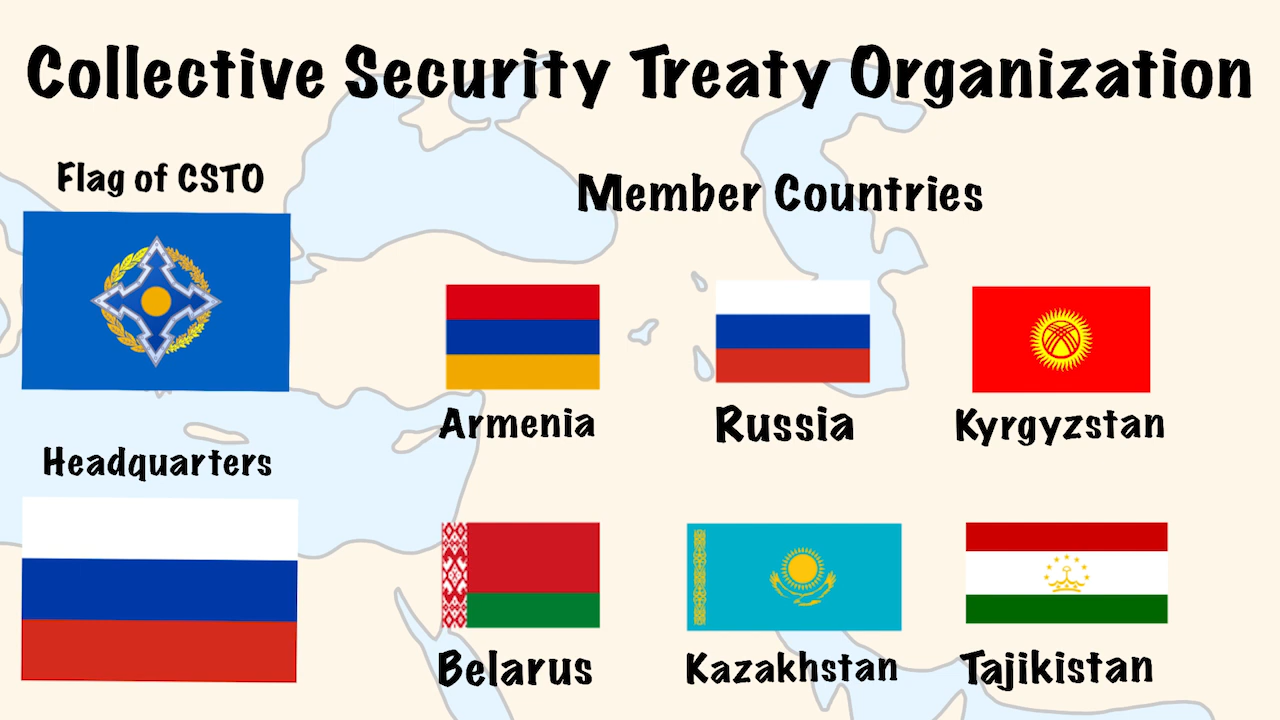 Collective Security Treaty Organization
Flag of CSTO
Member Countries
Armenia
Russia
Kyrgyzstan
Headquarters
Belarus
Kazakhstan
Tajikistan